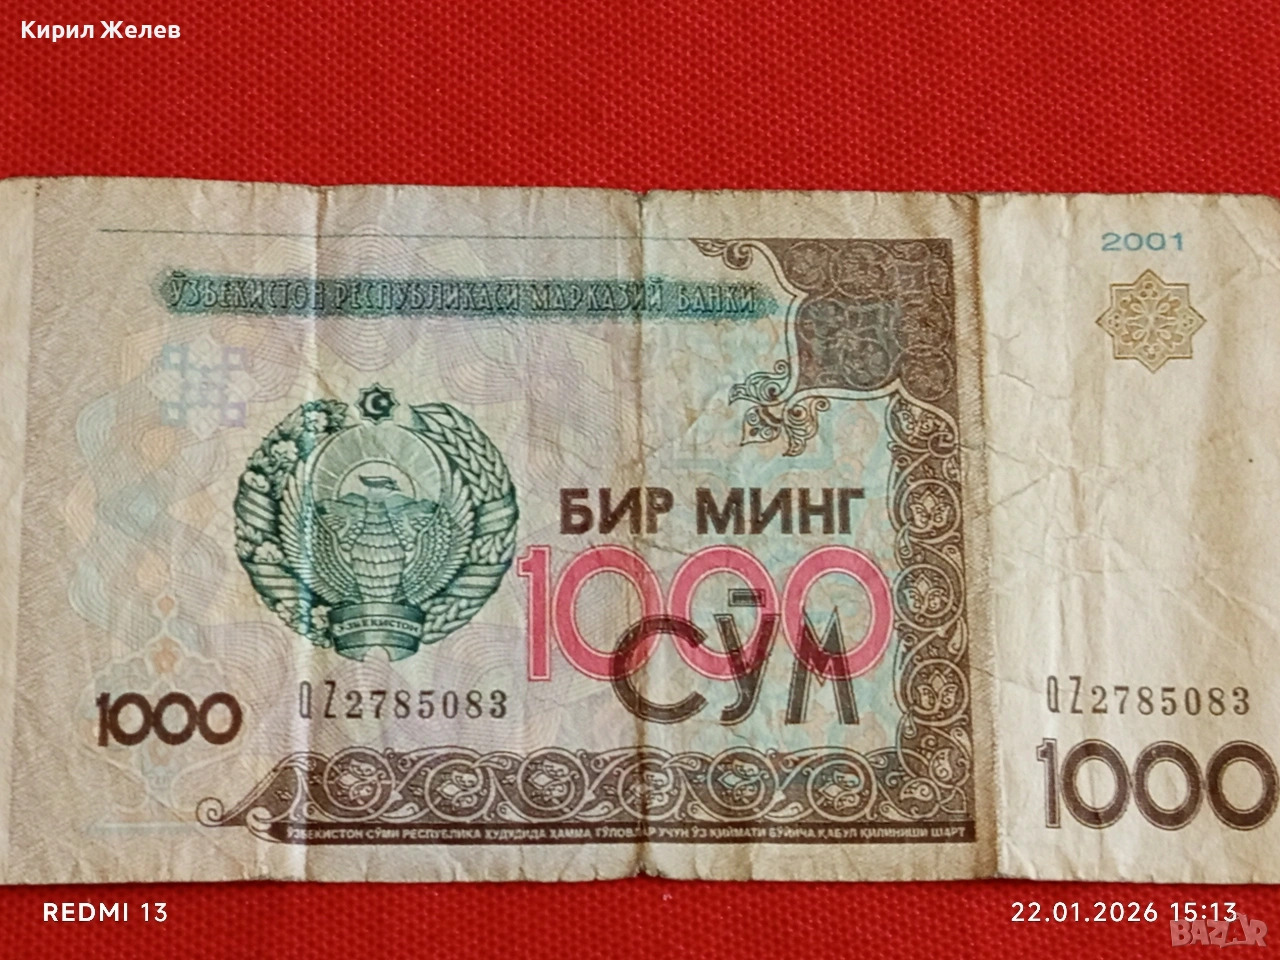 Кирил Желев
2001
ЎЗБЕКИСТОН РЕСПУБЛИКАСИ МАРКАЗИЙ БАНКИ
БИР МИНГ
1000
СЎМ
ЎЗБЕКИСТОН
1000
QZ2785083
QZ2785083
1000
ЎЗБЕКИСТОН СЎМИ РЕСПУБЛИКА ҲУДУДИДА ҲАММА ТЎЛОВЛАР УЧУН ЎЗ ҚИЙМАТИ БЎЙИЧА ҚАБУЛ ҚИЛИНИШИ ШАРТ
REDMI 13
22.01.2026 15:13
BAZAR